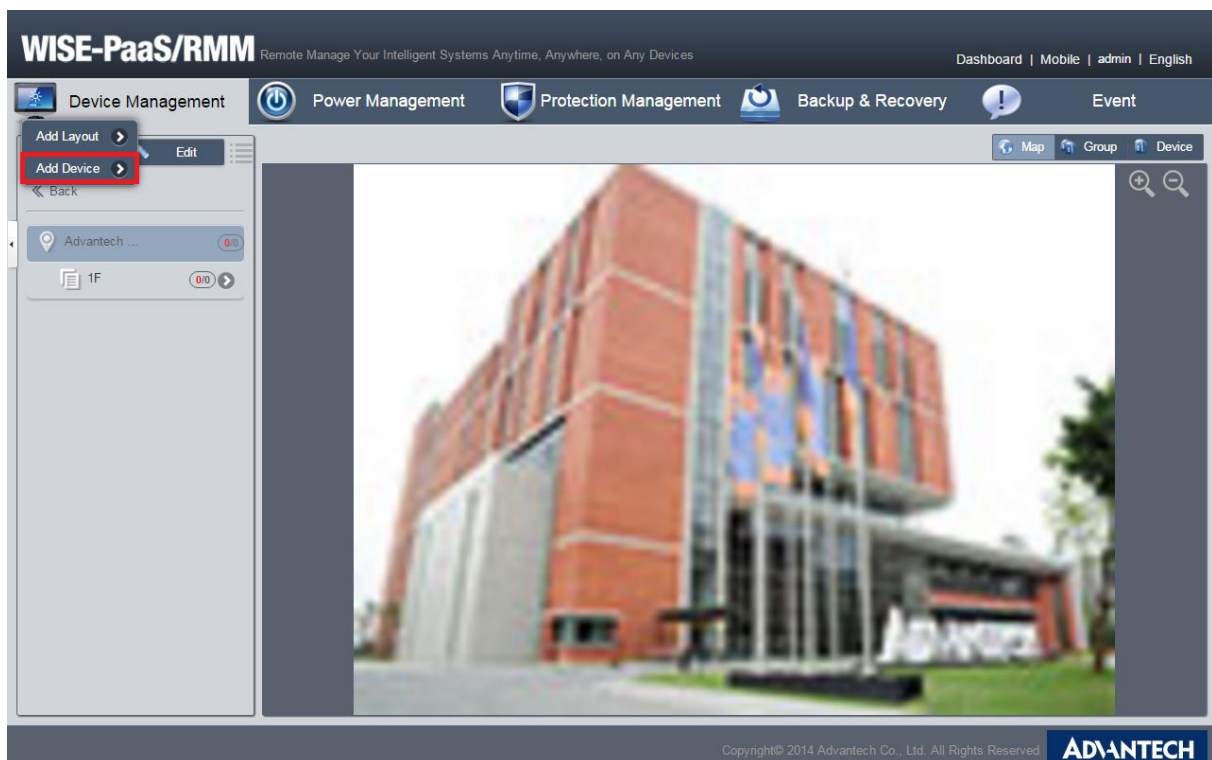 WISE-PaaS/RMM Remote Manage Your Intelligent Systems Anytime, Anywhere, on Any Devices
Dashboard | Mobile | admin | English
Device Management Power Management Protection Management Backup & Recovery Event
Add Layout
Edit
Map Group Device
Add Device
Back
Advantech ... 0/0
1F 0/0
ADVANTECH
Copyright© 2014 Advantech Co., Ltd. All Rights Reserved ADVANTECH